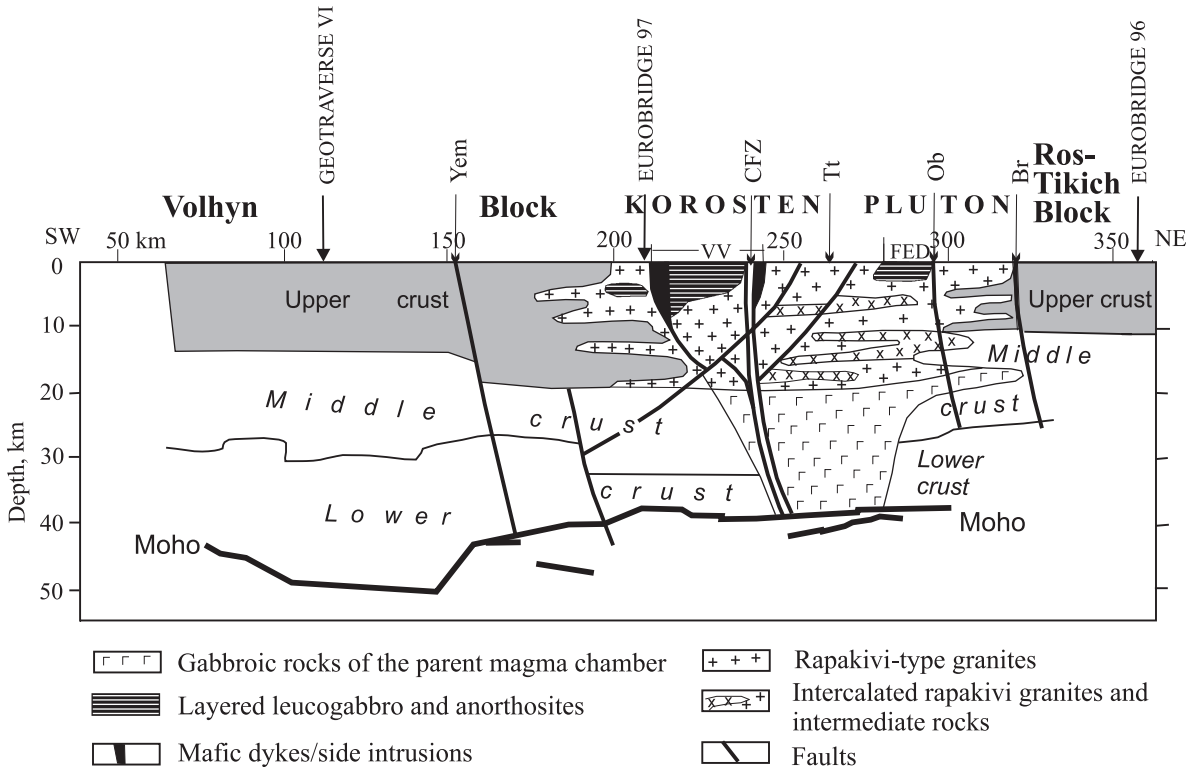 GEOTRAVERSE VI
Yem
EUROBRIDGE 97
CFZ
Tt
Ob
Br
EUROBRIDGE 96
Ros-
Tikich
Block
Volhyn Block KOROSTEN PLUTON
SW 50 km 100 150 200 VV 250 FED 300 350 NE
0
Upper crust Upper crust
10
Middle
20
Middle crust crust
30
Lower
crust
crust
Lower
40
Moho Moho
50
Depth, km
Gabbroic rocks of the parent magma chamber
Layered leucogabbro and anorthosites
Mafic dykes/side intrusions
Rapakivi-type granites
Intercalated rapakivi granites and
intermediate rocks
Faults